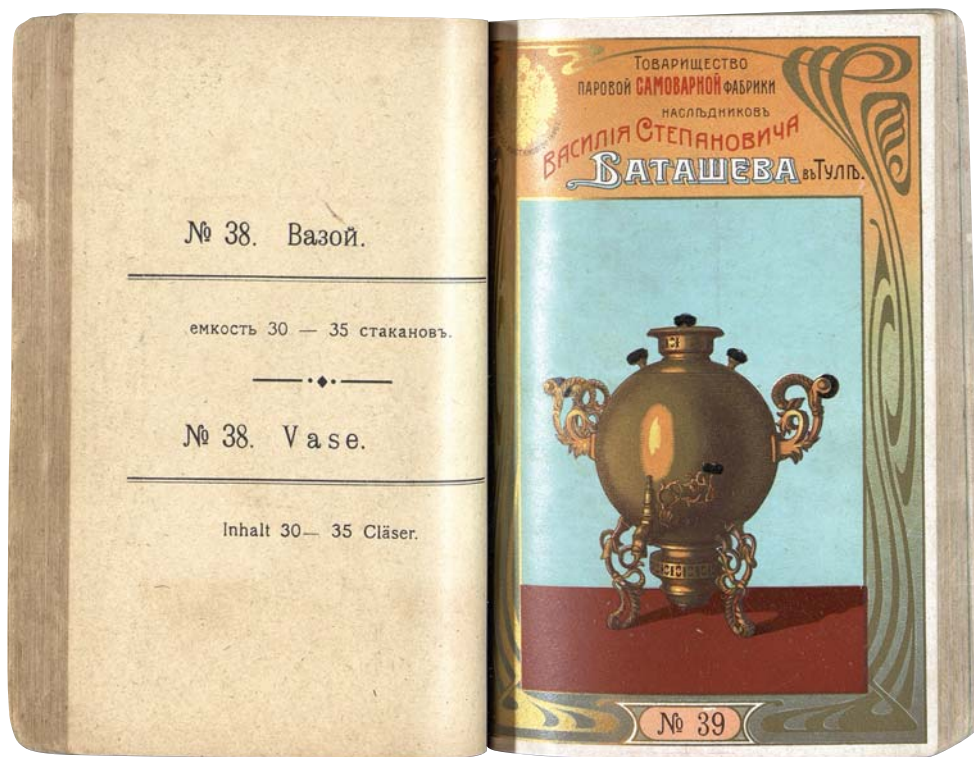 № 38. Вазой.
емкость 30 — 35 стакановъ.
№ 38. Vase.
Inhalt 30— 35 Cläser.
Товарищество
паровой самоварной фабрики
наслѣдниковъ
Василія Степановича
Баташева въ Тулѣ.
№ 39